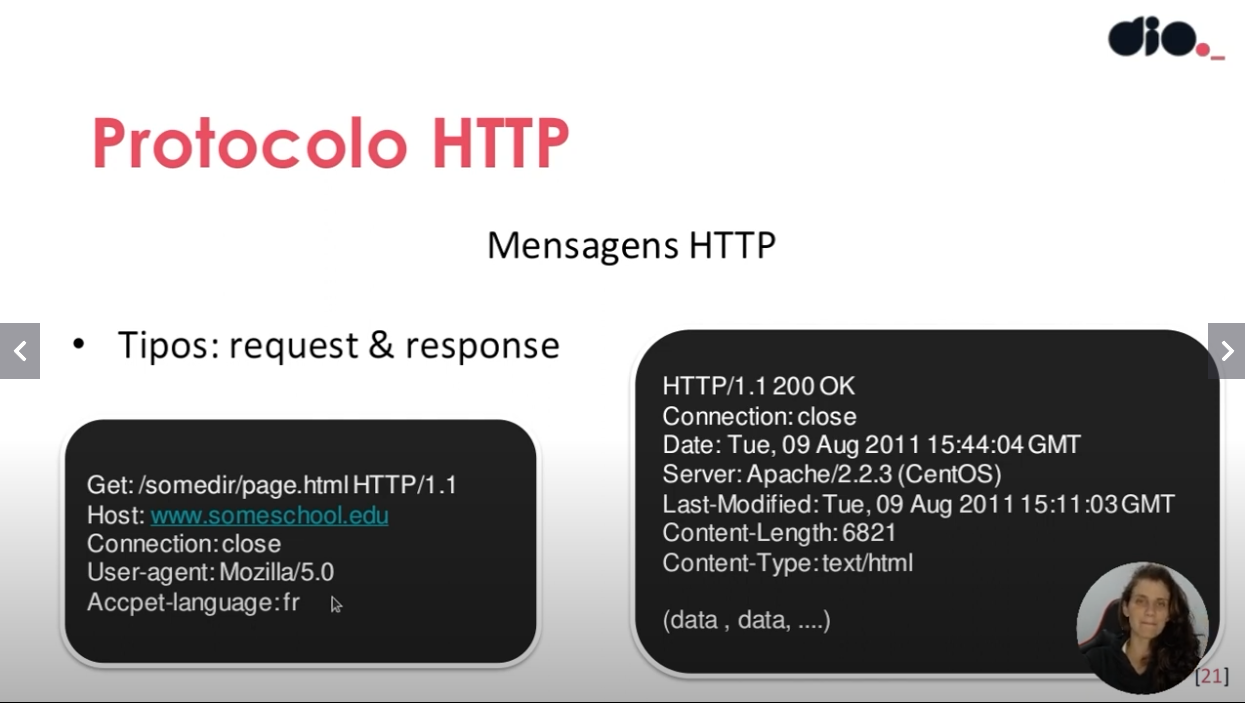 dio._
Protocolo HTTP
Mensagens HTTP
• Tipos: request & response
Get: /somedir/page.html HTTP/1.1
Host: www.someschool.edu
Connection: close
User-agent: Mozilla/5.0
Accpet-language: fr
HTTP/1.1 200 OK
Connection: close
Date: Tue, 09 Aug 2011 15:44:04 GMT
Server: Apache/2.2.3 (CentOS)
Last-Modified: Tue, 09 Aug 2011 15:11:03 GMT
Content-Length: 6821
Content-Type: text/html
(data , data, ....)
[21]